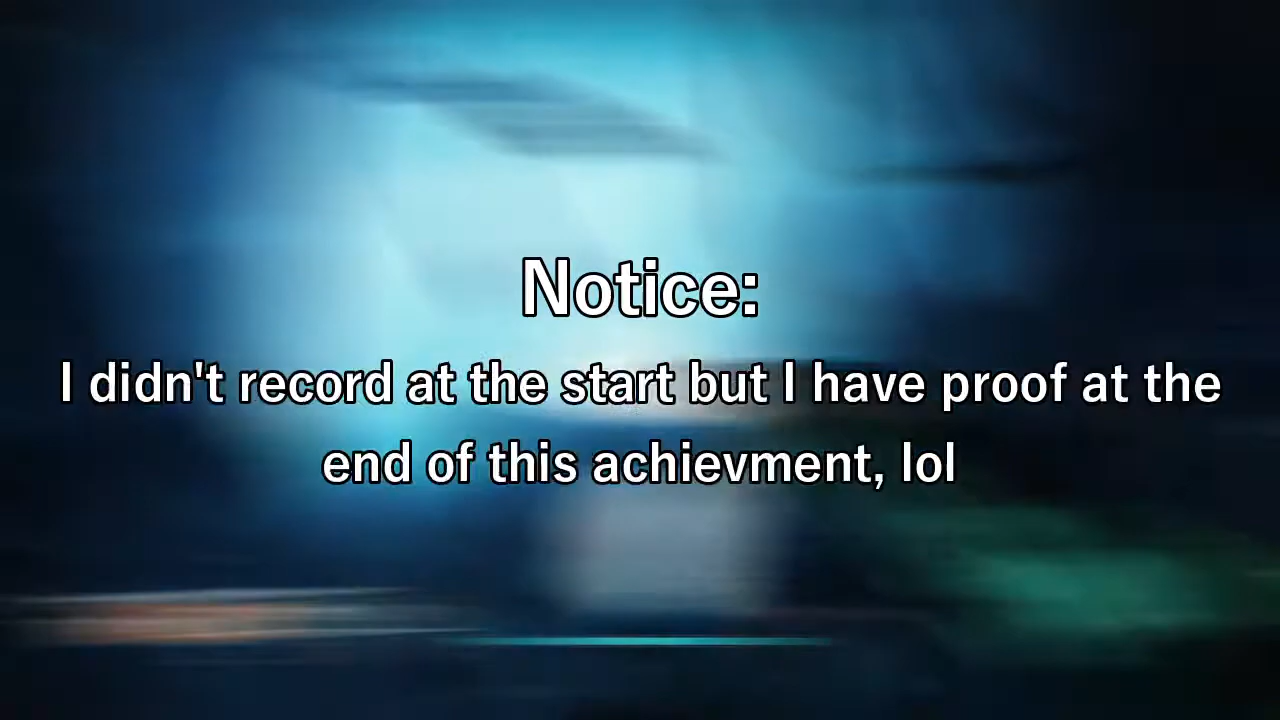 Notice:
I didn't record at the start but I have proof at the
end of this achievment, lol